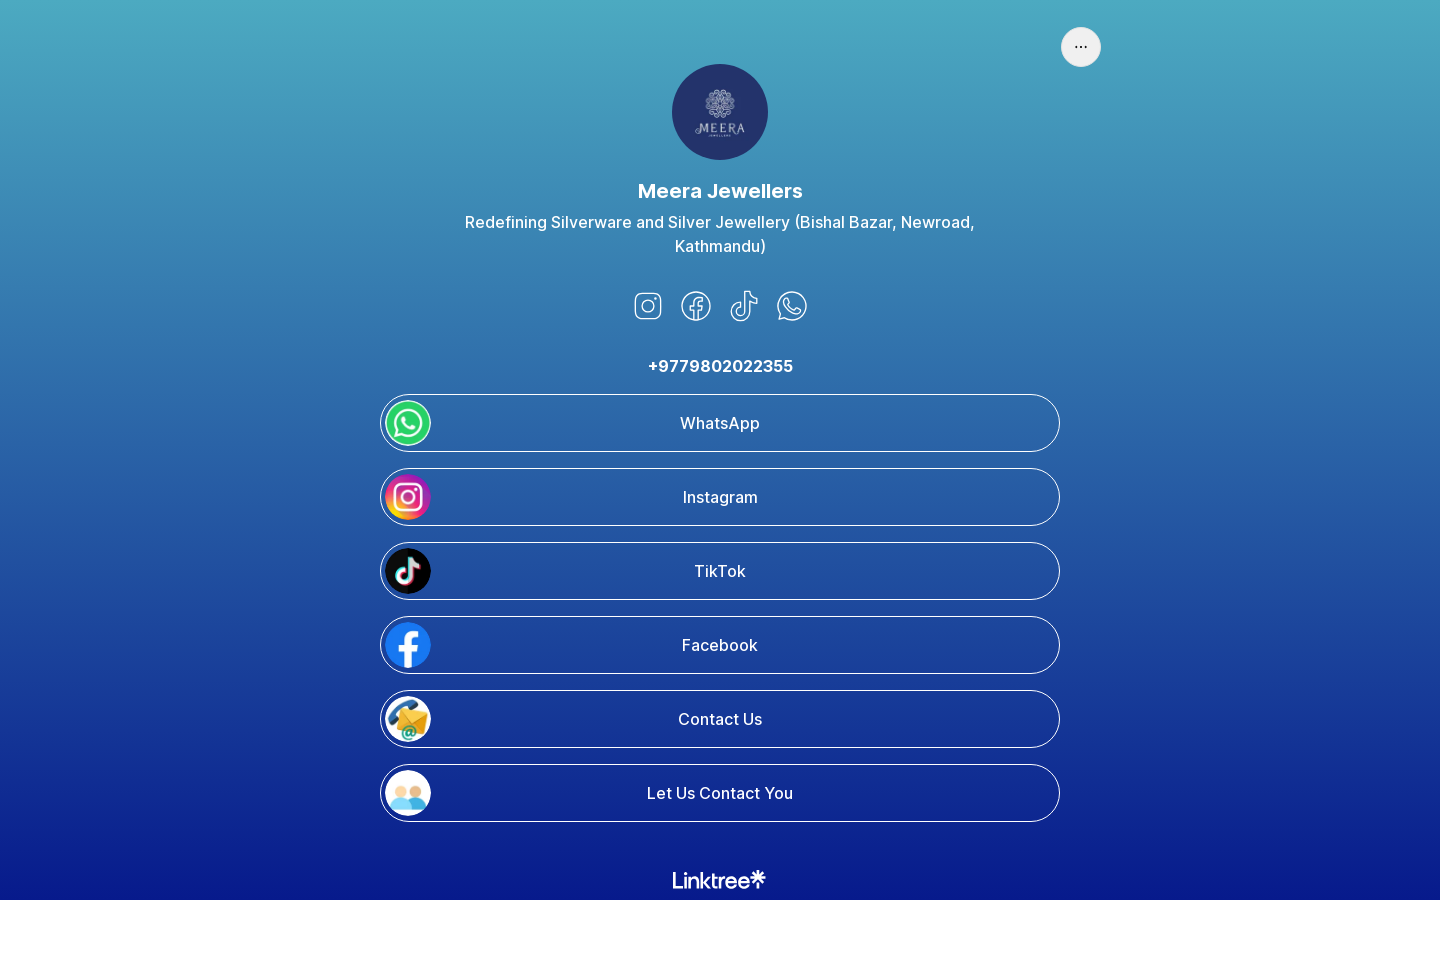 MEERA
JEWELLERS
Meera Jewellers
Redefining Silverware and Silver Jewellery (Bishal Bazar, Newroad,
Kathmandu)
+9779802022355
WhatsApp
Instagram
TikTok
Facebook
@
Contact Us
Let Us Contact You
Linktree